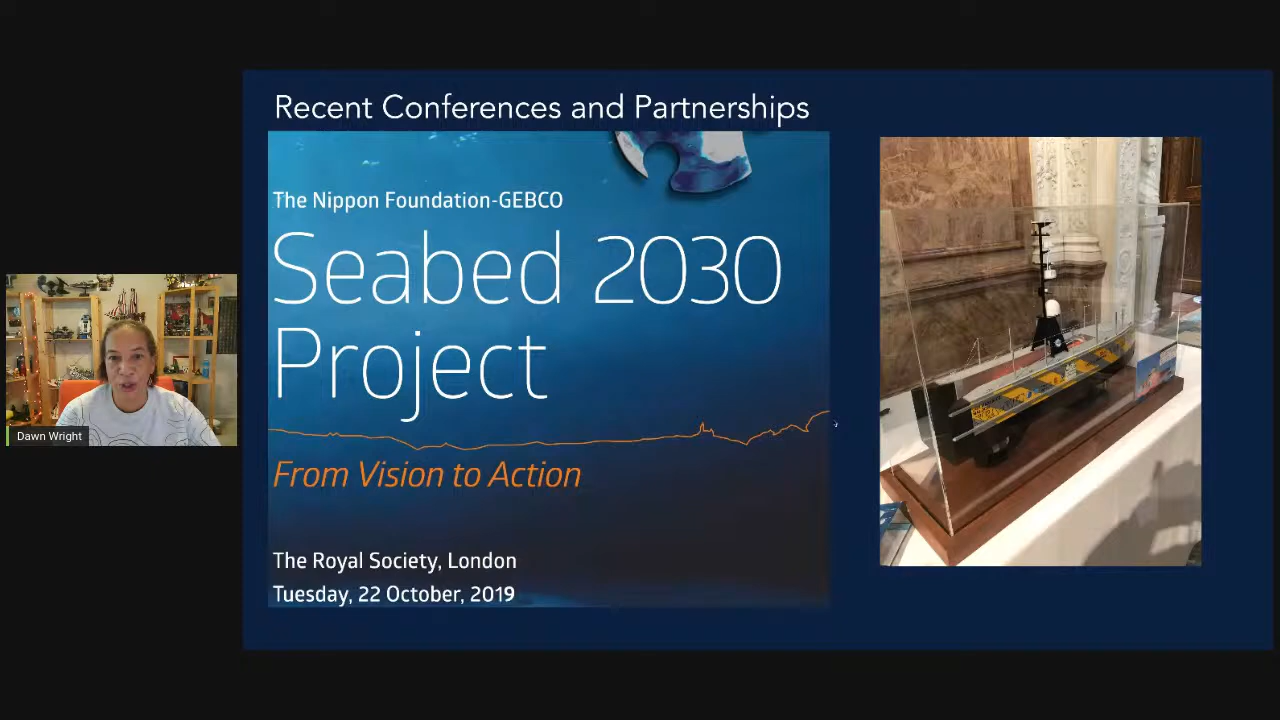 Recent Conferences and Partnerships
The Nippon Foundation-GEBCO
Seabed 2030
Project
From Vision to Action
The Royal Society, London
Tuesday, 22 October, 2019
Dawn Wright